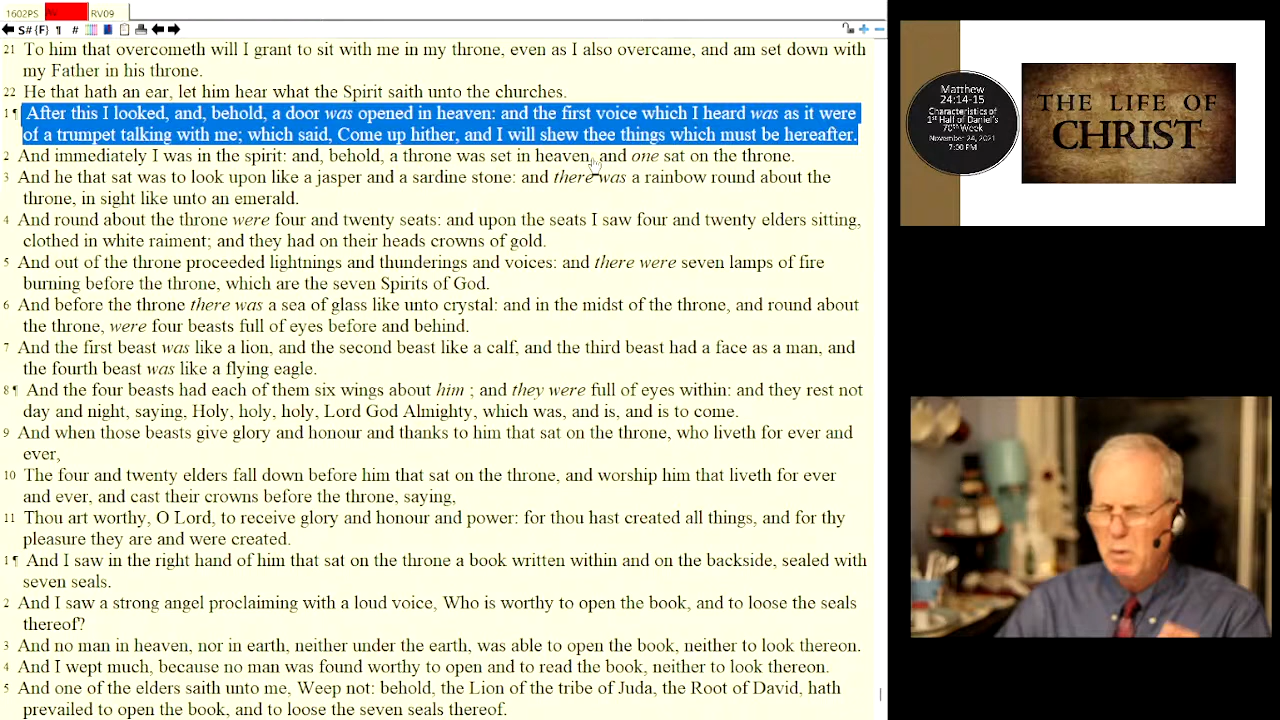 1602PS
RV09
S# {F} ¶ #
21 To him that overcometh will I grant to sit with me in my throne, even as I also overcame, and am set down with
my Father in his throne.
22 He that hath an ear, let him hear what the Spirit saith unto the churches.
1 ¶ After this I looked, and, behold, a door was opened in heaven: and the first voice which I heard was as it were
of a trumpet talking with me; which said, Come up hither, and I will shew thee things which must be hereafter.
2 And immediately I was in the spirit: and, behold, a throne was set in heaven, and one sat on the throne.
3 And he that sat was to look upon like a jasper and a sardine stone: and there was a rainbow round about the
throne, in sight like unto an emerald.
4 And round about the throne were four and twenty seats: and upon the seats I saw four and twenty elders sitting,
clothed in white raiment; and they had on their heads crowns of gold.
5 And out of the throne proceeded lightnings and thunderings and voices: and there were seven lamps of fire
burning before the throne, which are the seven Spirits of God.
6 And before the throne there was a sea of glass like unto crystal: and in the midst of the throne, and round about
the throne, were four beasts full of eyes before and behind.
7 And the first beast was like a lion, and the second beast like a calf, and the third beast had a face as a man, and
the fourth beast was like a flying eagle.
8 ¶ And the four beasts had each of them six wings about him ; and they were full of eyes within: and they rest not
day and night, saying, Holy, holy, holy, Lord God Almighty, which was, and is, and is to come.
9 And when those beasts give glory and honour and thanks to him that sat on the throne, who liveth for ever and
ever,
10 The four and twenty elders fall down before him that sat on the throne, and worship him that liveth for ever
and ever, and cast their crowns before the throne, saying,
11 Thou art worthy, O Lord, to receive glory and honour and power: for thou hast created all things, and for thy
pleasure they are and were created.
1 ¶ And I saw in the right hand of him that sat on the throne a book written within and on the backside, sealed with
seven seals.
2 And I saw a strong angel proclaiming with a loud voice, Who is worthy to open the book, and to loose the seals
thereof?
3 And no man in heaven, nor in earth, neither under the earth, was able to open the book, neither to look thereon.
4 And I wept much, because no man was found worthy to open and to read the book, neither to look thereon.
5 And one of the elders saith unto me, Weep not: behold, the Lion of the tribe of Juda, the Root of David, hath
prevailed to open the book, and to loose the seven seals thereof.
Matthew
24:14-15
Characteristics of
1st Half of Daniel's
70th Week
November 24, 2021
7:00 PM
THE LIFE OF
CHRIST